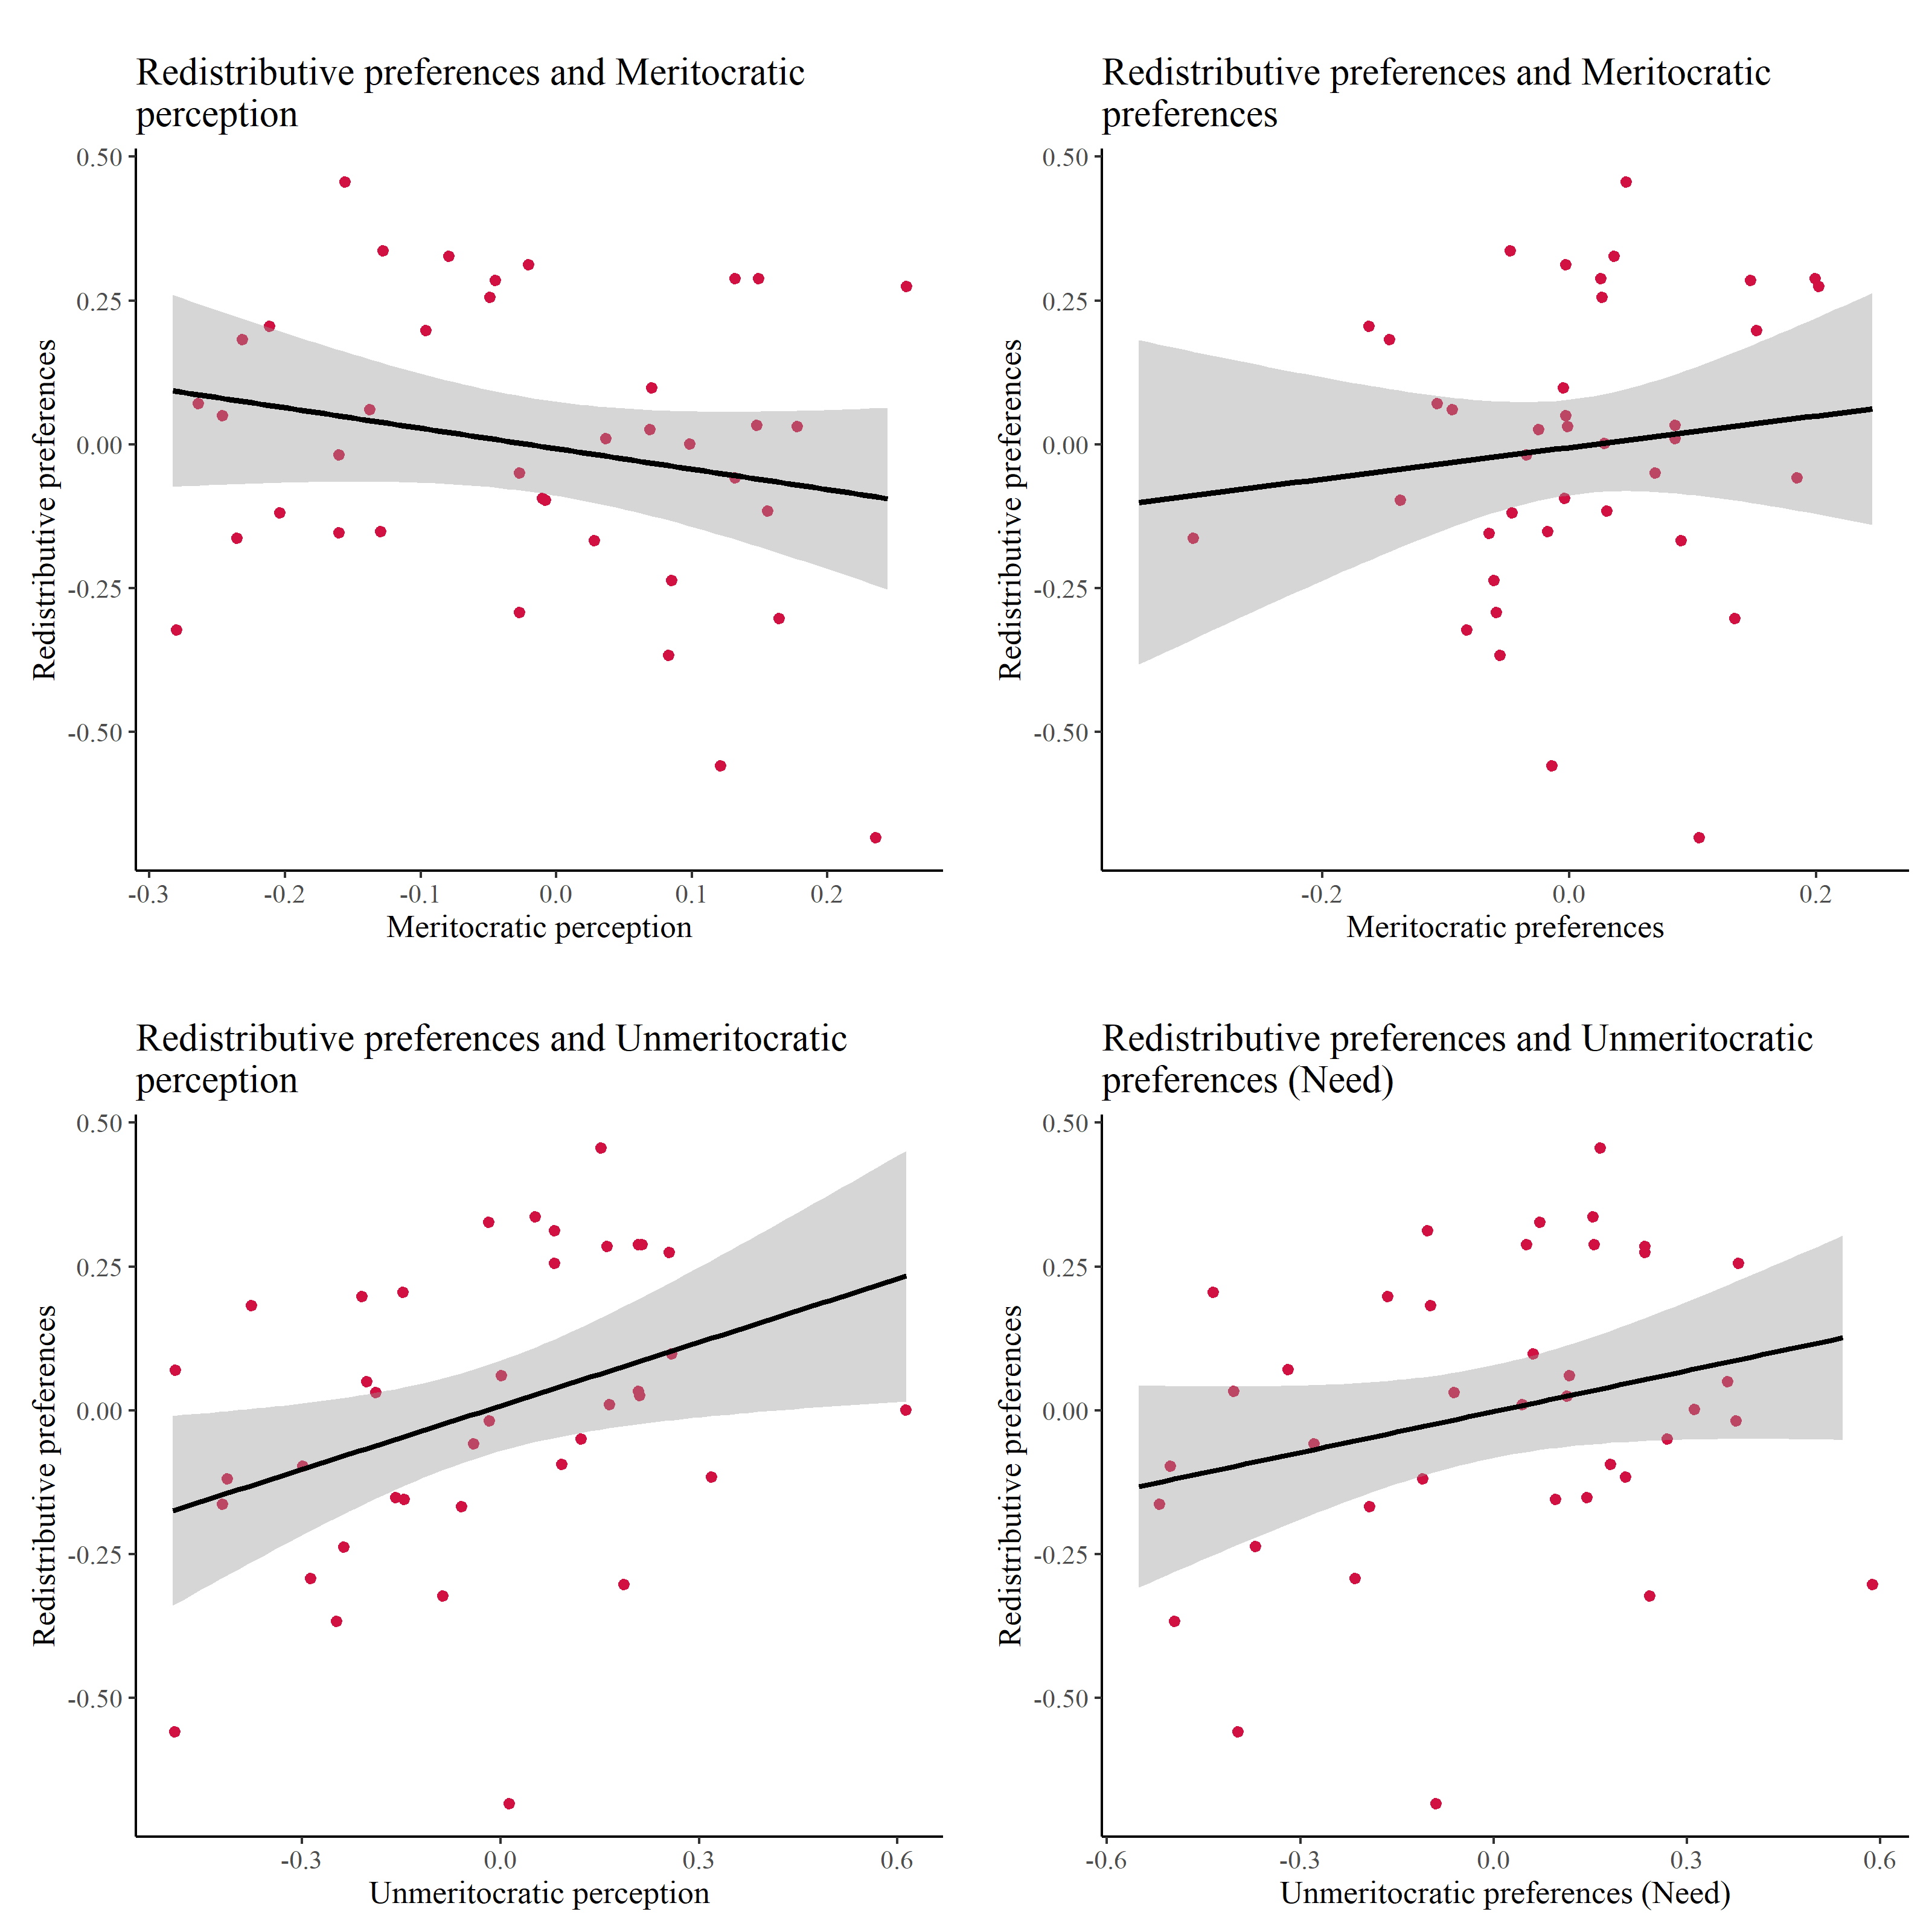 Redistributive preferences and Meritocratic
perception
0.50
0.25
0.00
-0.25
-0.50
Redistributive preferences
-0.3 -0.2 -0.1 0.0 0.1 0.2
Meritocratic perception
Redistributive preferences and Meritocratic
preferences
0.50
0.25
0.00
-0.25
-0.50
Redistributive preferences
-0.2 0.0 0.2
Meritocratic preferences
Redistributive preferences and Unmeritocratic
perception
0.50
0.25
0.00
-0.25
-0.50
Redistributive preferences
-0.3 0.0 0.3 0.6
Unmeritocratic perception
Redistributive preferences and Unmeritocratic
preferences (Need)
0.50
0.25
0.00
-0.25
-0.50
Redistributive preferences
-0.6 -0.3 0.0 0.3 0.6
Unmeritocratic preferences (Need)